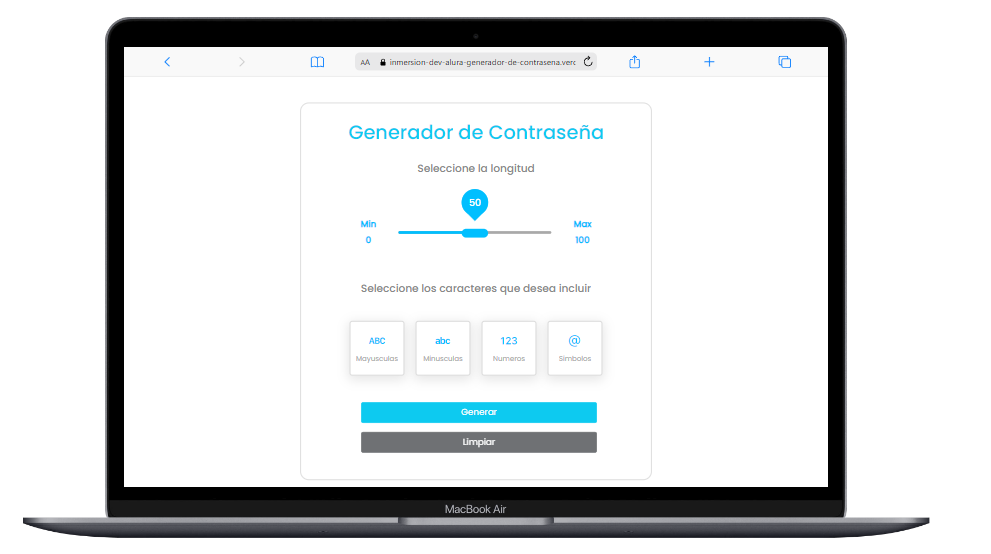 AA inmersion-dev-alura-generador-de-contrasena.verc
Generador de Contraseña
Seleccione la longitud
50
Min Max
0 100
Seleccione los caracteres que desea incluir
ABC abc 123 @
Mayusculas Minusculas Numeros Simbolos
Generar
Limpiar
MacBook Air